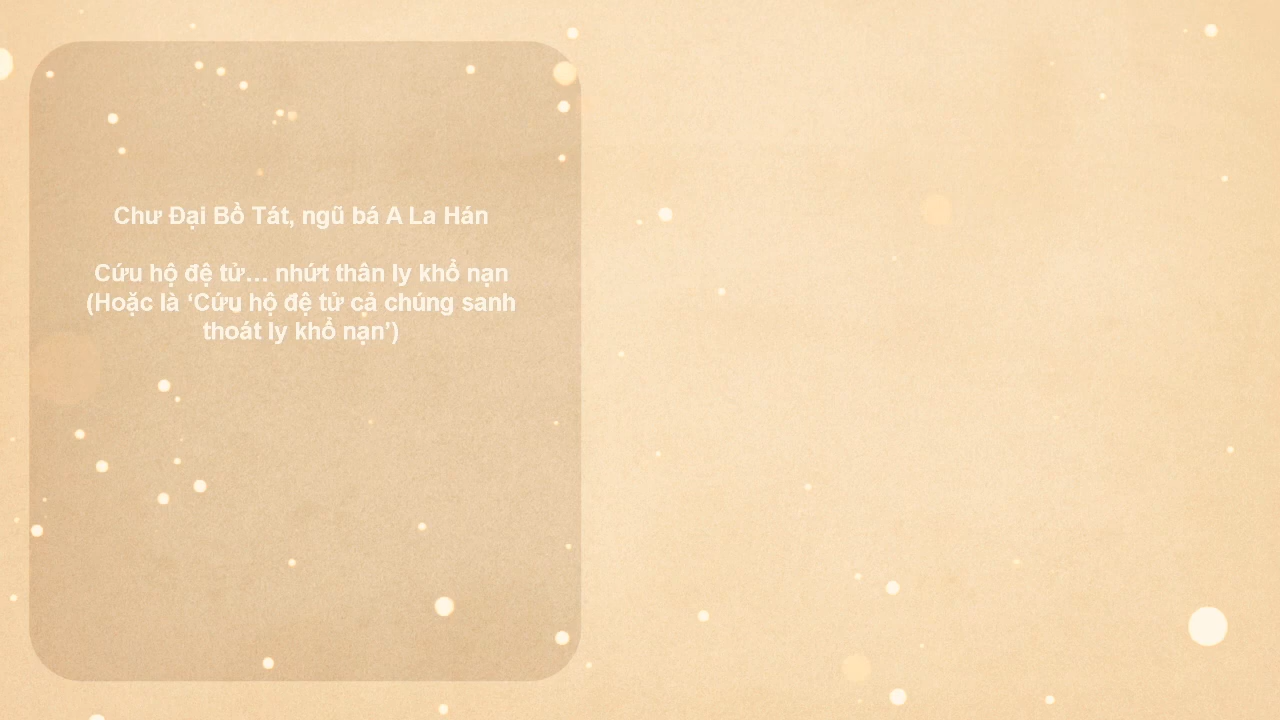 Chư Đại Bồ Tát, ngũ bá A La Hán
Cứu hộ đệ tử... nhứt thân ly khổ nạn
(Hoặc là ‘Cứu hộ đệ tử cả chúng sanh
thoát ly khổ nạn’)